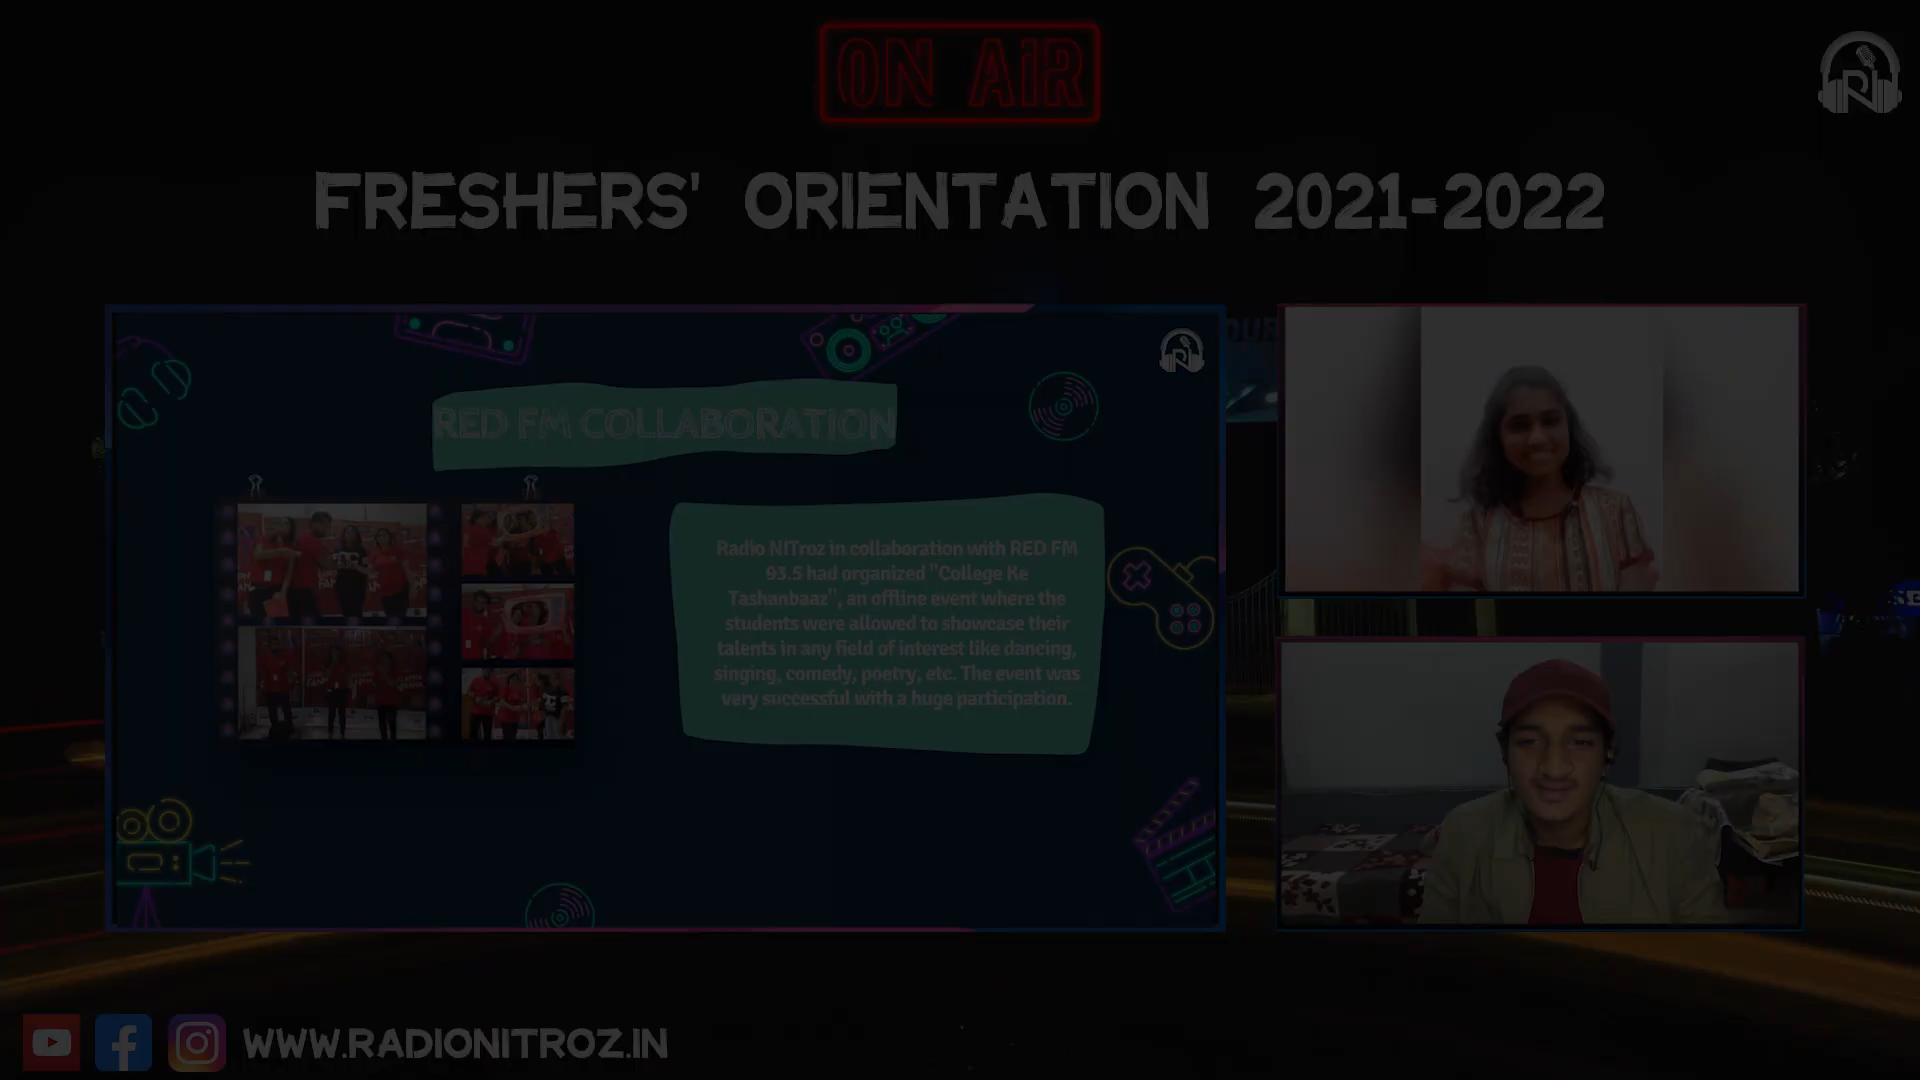 ON AIR
FRESHERS' ORIENTATION 2021-2022
RED FM COLLABORATION
Radio NITroz in collaboration with RED FM
93.5 had organized "College Ke
Tashanbaaz", an offline event where the
students were allowed to showcase their
talents in any field of interest like dancing,
singing, comedy, poetry, etc. The event was
very successful with a huge participation.
WWW.RADIONITROZ.IN